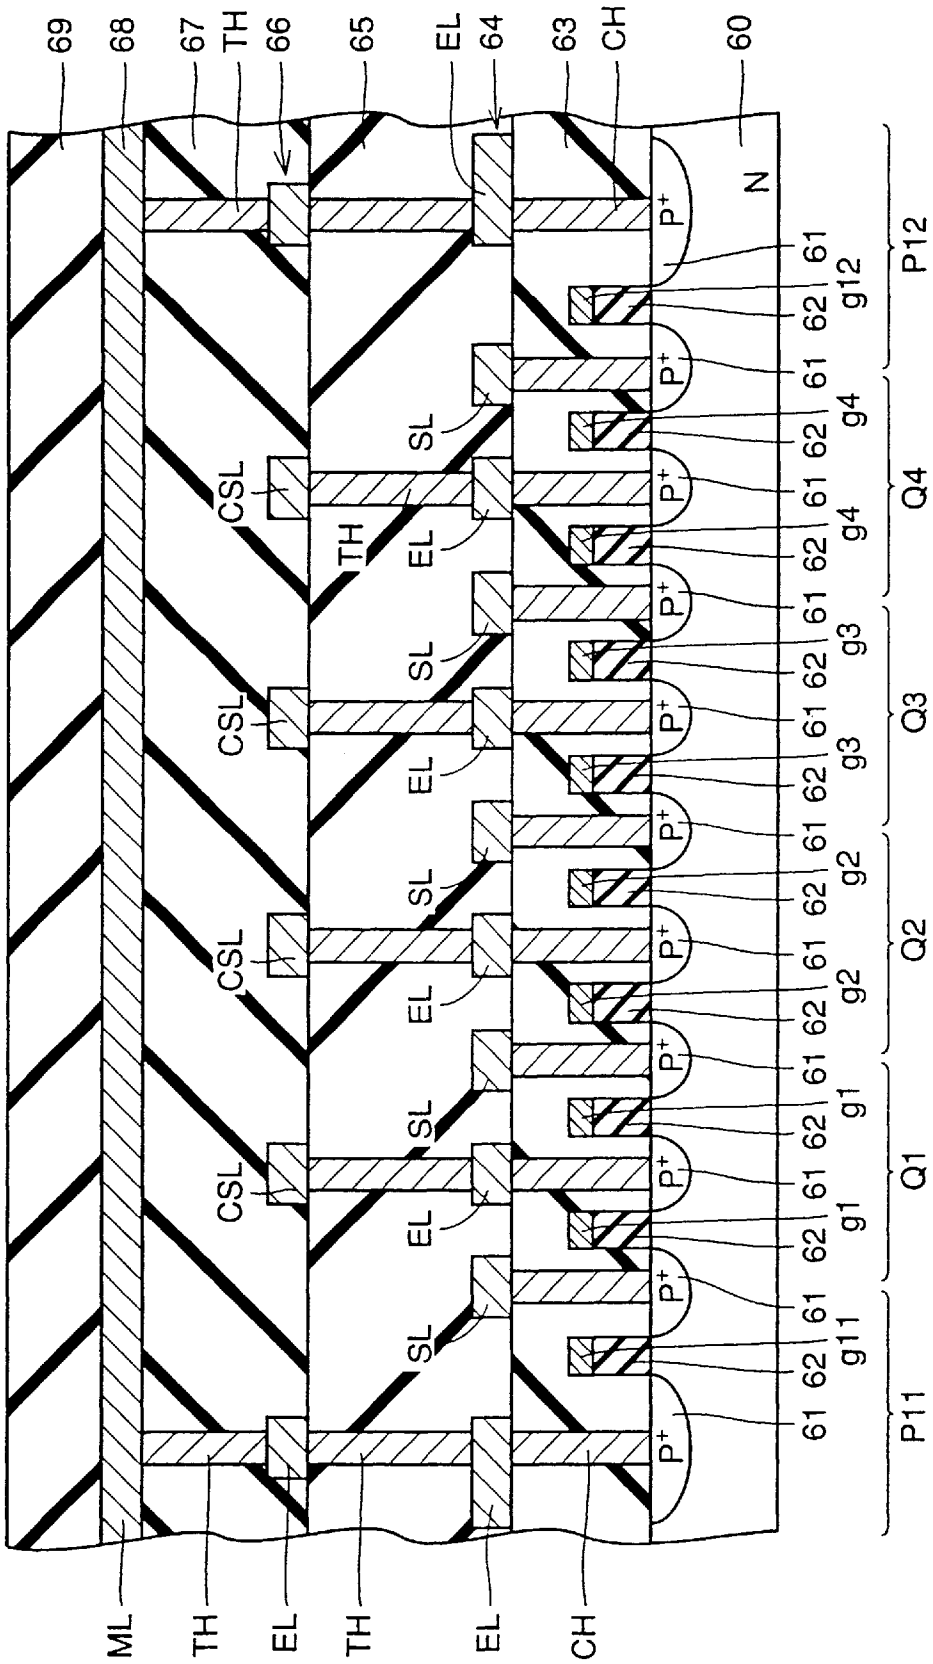 69
ML 68
TH 67
CSL CSL CSL CSL TH
EL 66
TH TH 65
SL EL SL EL SL EL SL EL SL EL
EL 64
CH 63
CH
P+ P+ P+ P+ P+ P+ P+ P+ P+ P+ P+
N 60
61 62 61 62 61 62 61 62 61 62 61 62 61 62 61 62 61 62 61 62 61
g11 g1 g1 g2 g2 g3 g3 g4 g4 g12
P11 Q1 Q2 Q3 Q4 P12